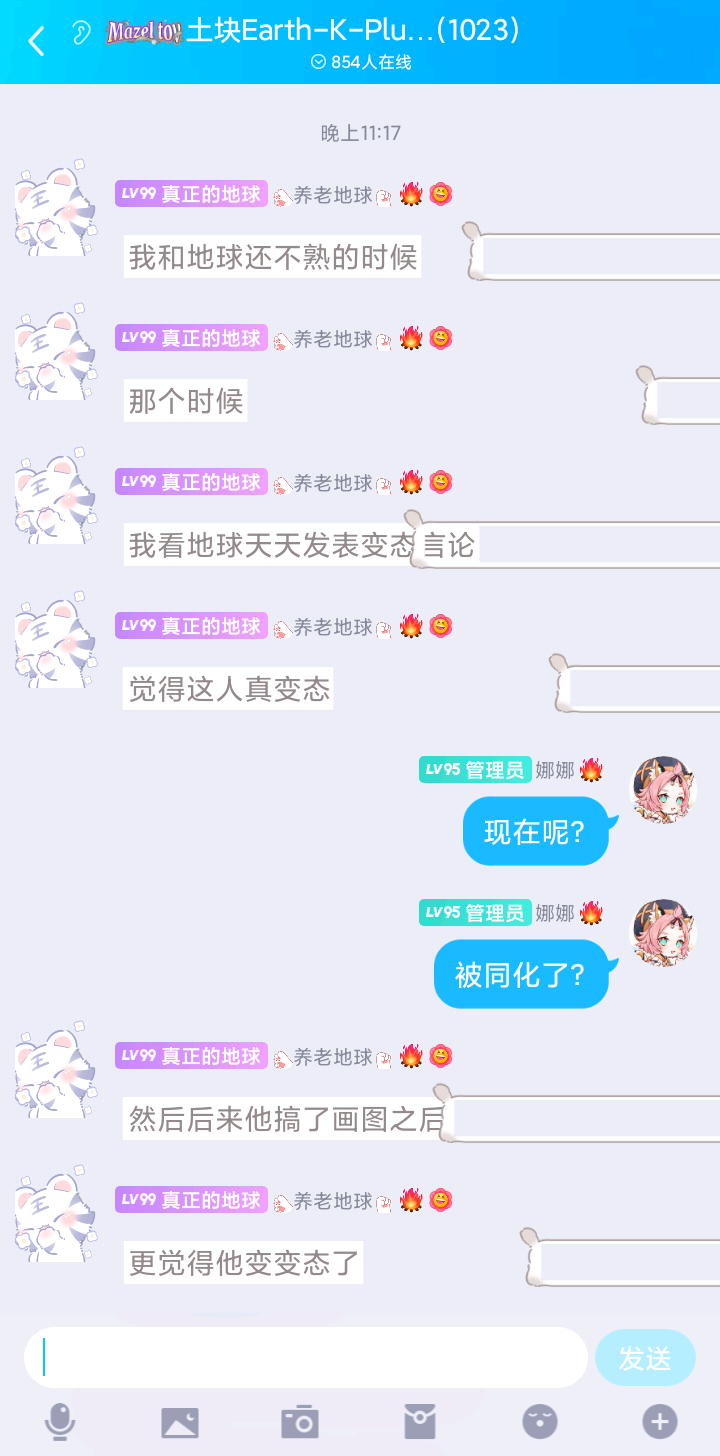 Mazel toy 土块Earth-K-Plu...(1023)
854人在线
晚上11:17
LV99 真正的地球 养老地球
我和地球还不熟的时候
LV99 真正的地球 养老地球
那个时候
LV99 真正的地球 养老地球
我看地球天天发表变态言论
LV99 真正的地球 养老地球
觉得这人真变态
LV95 管理员 娜娜
现在呢?
LV95 管理员 娜娜
被同化了?
LV99 真正的地球 养老地球
然后后来他搞了画图之后
LV99 真正的地球 养老地球
更觉得他变变态了
发送